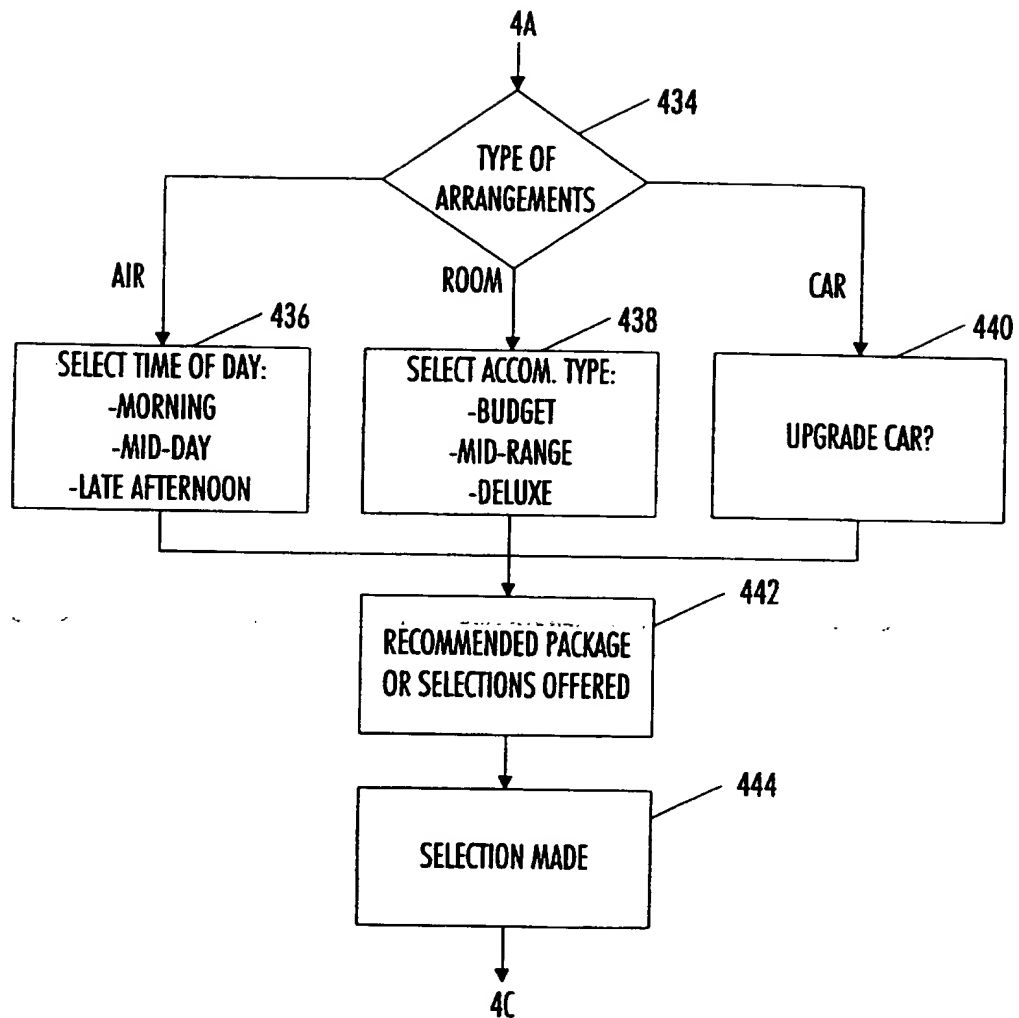 4A
434
TYPE OF
ARRANGEMENTS
AIR
ROOM
CAR
436
438
440
SELECT TIME OF DAY:
-MORNING
-MID-DAY
-LATE AFTERNOON
SELECT ACCOM. TYPE:
-BUDGET
-MID-RANGE
-DELUXE
UPGRADE CAR?
442
RECOMMENDED PACKAGE
OR SELECTIONS OFFERED
444
SELECTION MADE
4C